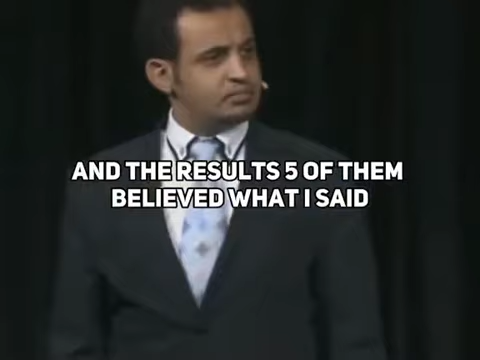 AND THE RESULTS 5 OF THEM
BELIEVED WHAT I SAID